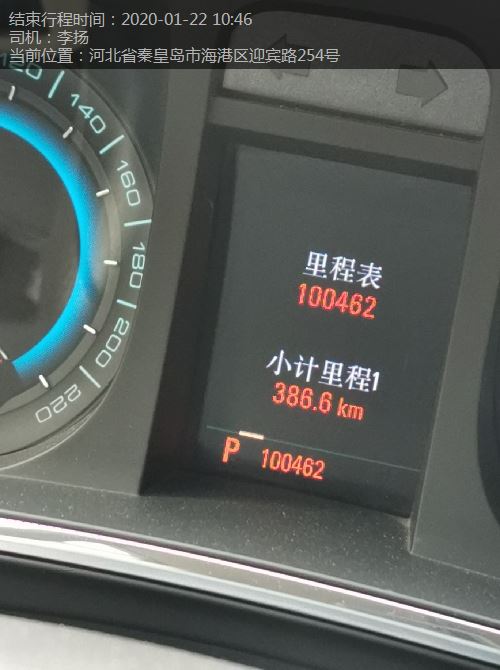 结束行程时间：2020-01-22 10:46
司机：李扬
当前位置：河北省秦皇岛市海港区迎宾路254号
120
140
160
180
200
220
里程表
100462
小计里程1
386.6 km
P 100462